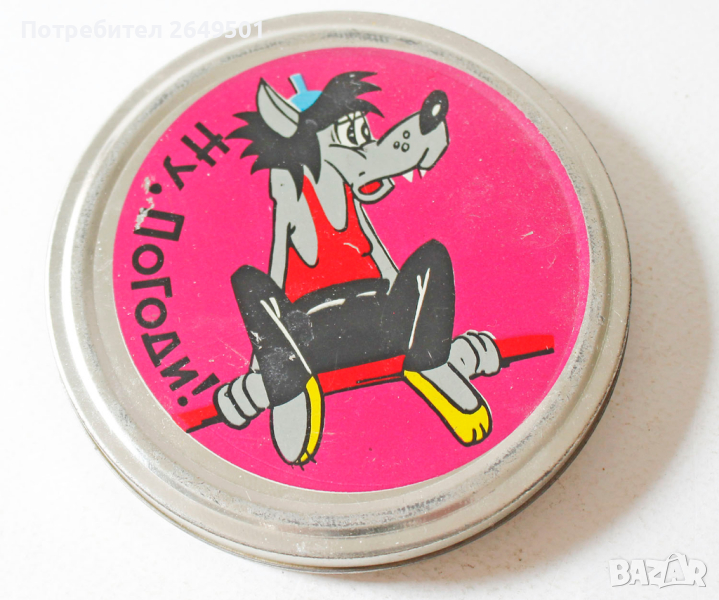 Потребител 2649501
Ну, Погоди!
BAZAR